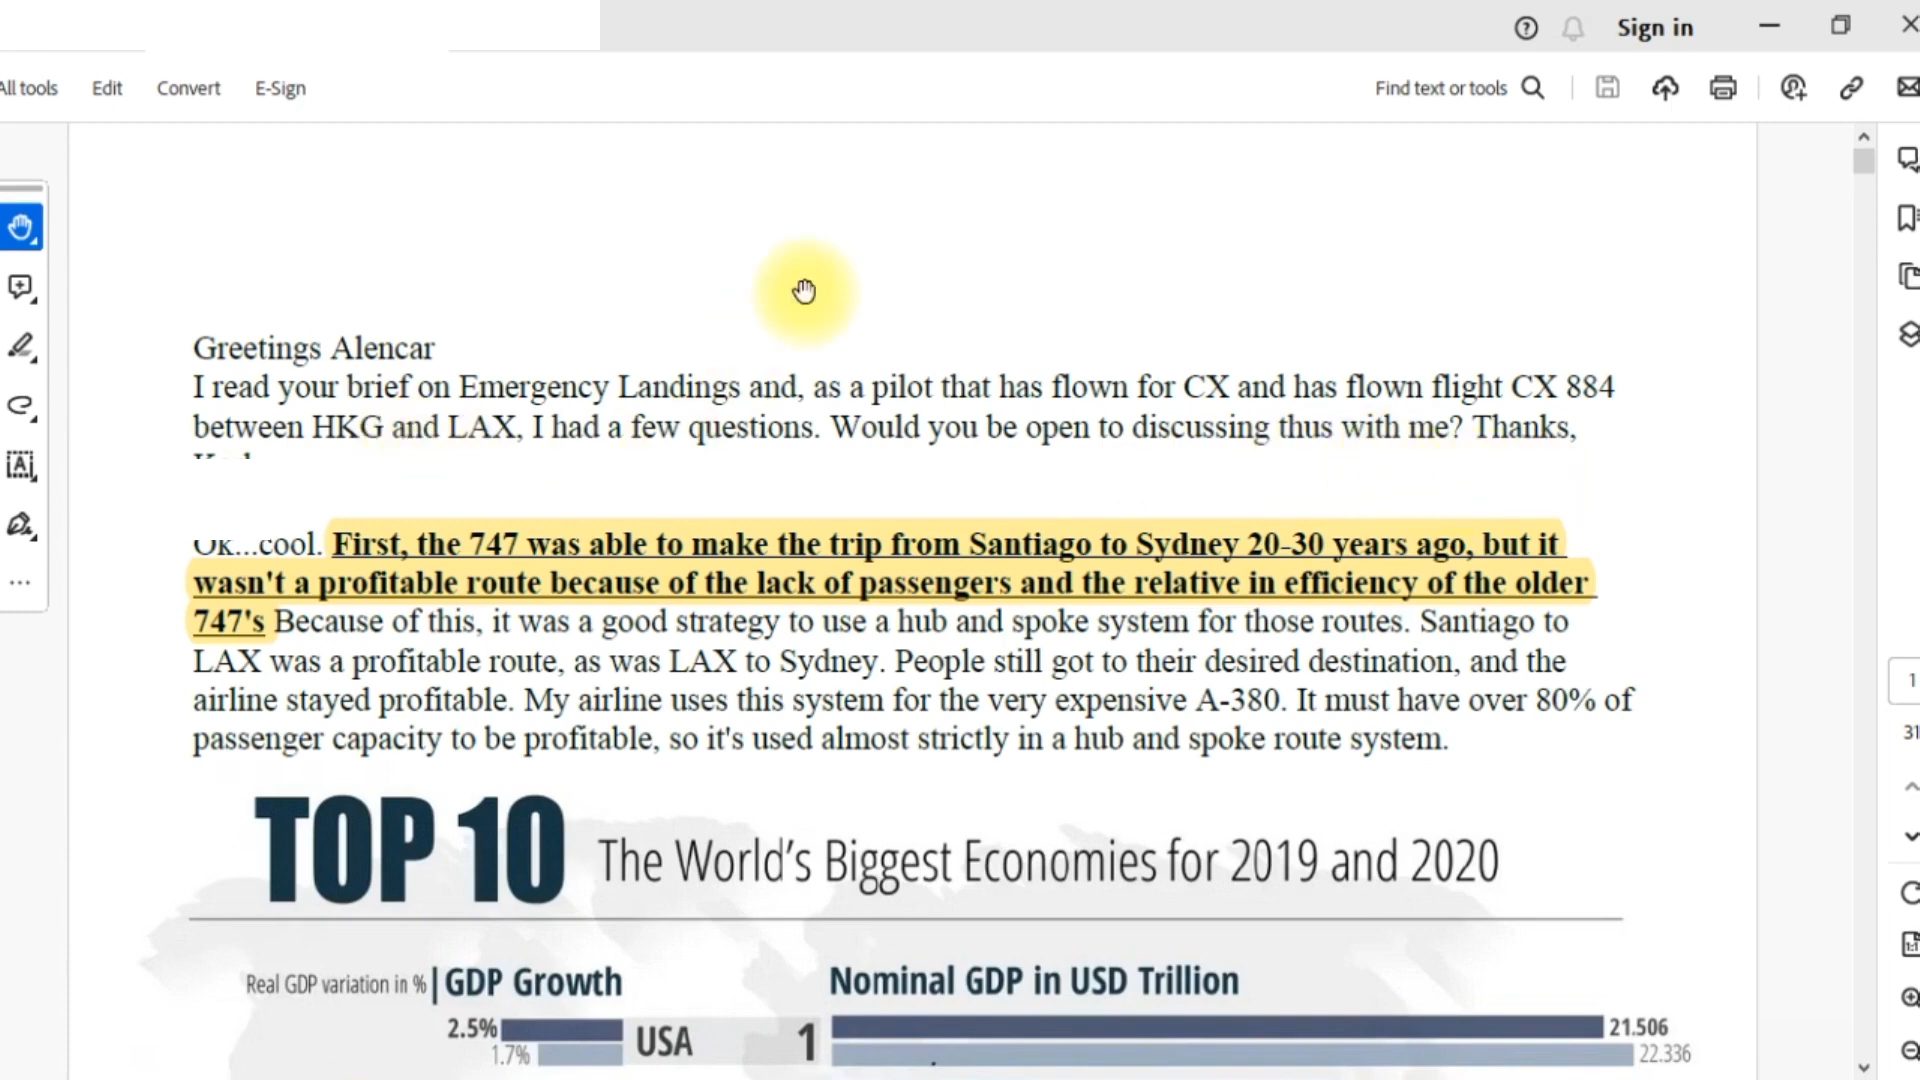 Sign in
All tools Edit Convert E-Sign Find text or tools
Greetings Alencar
I read your brief on Emergency Landings and, as a pilot that has flown for CX and has flown flight CX 884
between HKG and LAX, I had a few questions. Would you be open to discussing thus with me? Thanks,
Ok...cool. First, the 747 was able to make the trip from Santiago to Sydney 20-30 years ago, but it
wasn't a profitable route because of the lack of passengers and the relative in efficiency of the older
747's Because of this, it was a good strategy to use a hub and spoke system for those routes. Santiago to
LAX was a profitable route, as was LAX to Sydney. People still got to their desired destination, and the
airline stayed profitable. My airline uses this system for the very expensive A-380. It must have over 80% of
passenger capacity to be profitable, so it's used almost strictly in a hub and spoke route system.
TOP 10 The World's Biggest Economies for 2019 and 2020
Real GDP variation in % | GDP Growth Nominal GDP in USD Trillion
2.5% USA 1 21.506
1.7% 22.336
1
31